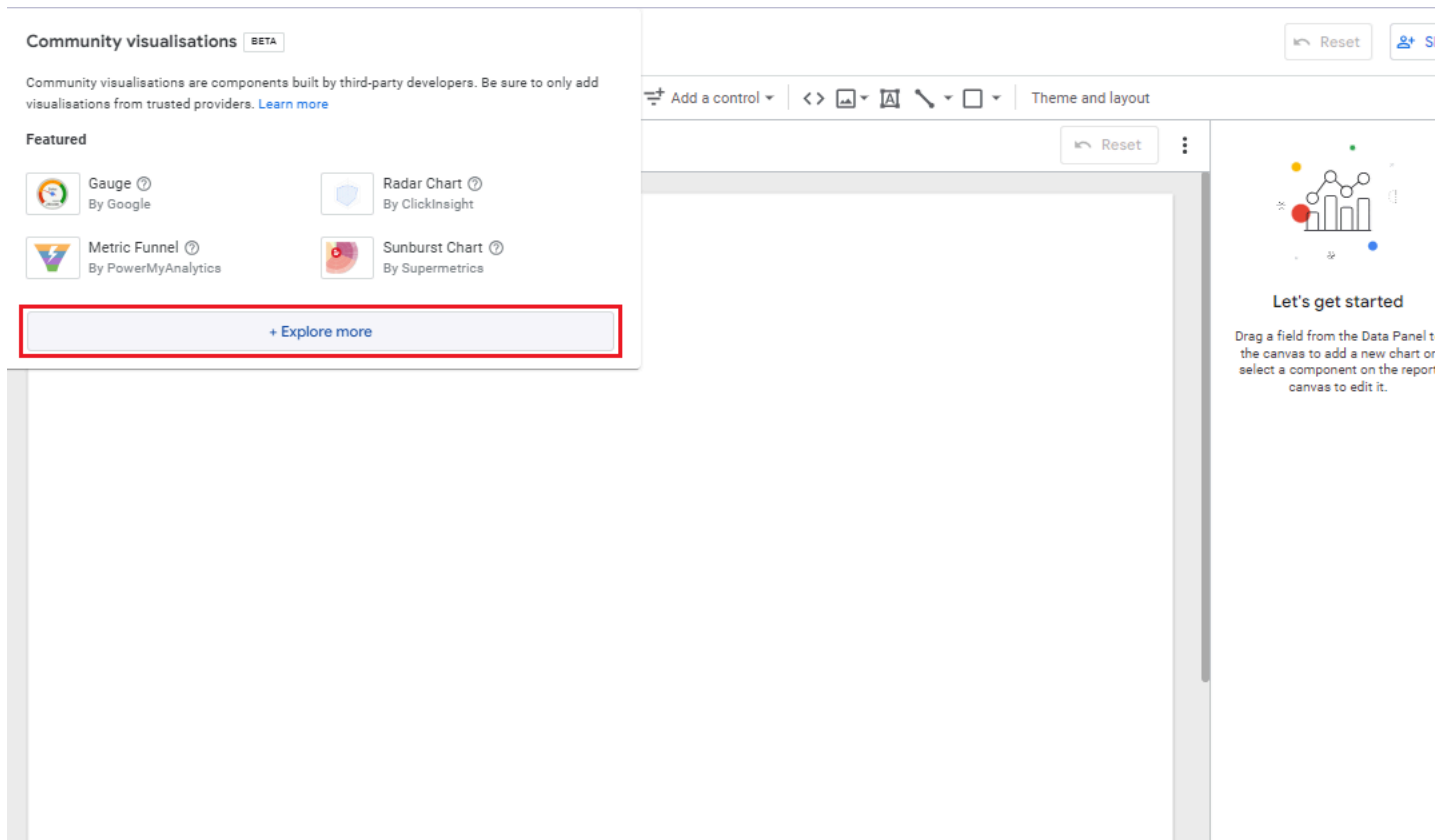 Community visualisations BETA
Community visualisations are components built by third-party developers. Be sure to only add
visualisations from trusted providers. Learn more
Featured
Gauge
By Google
Radar Chart
By ClickInsight
Metric Funnel
By PowerMyAnalytics
Sunburst Chart
By Supermetrics
+ Explore more
Reset
Add a control
Theme and layout
Reset
Let's get started
Drag a field from the Data Panel
the canvas to add a new chart or
select a component on the report
canvas to edit it.